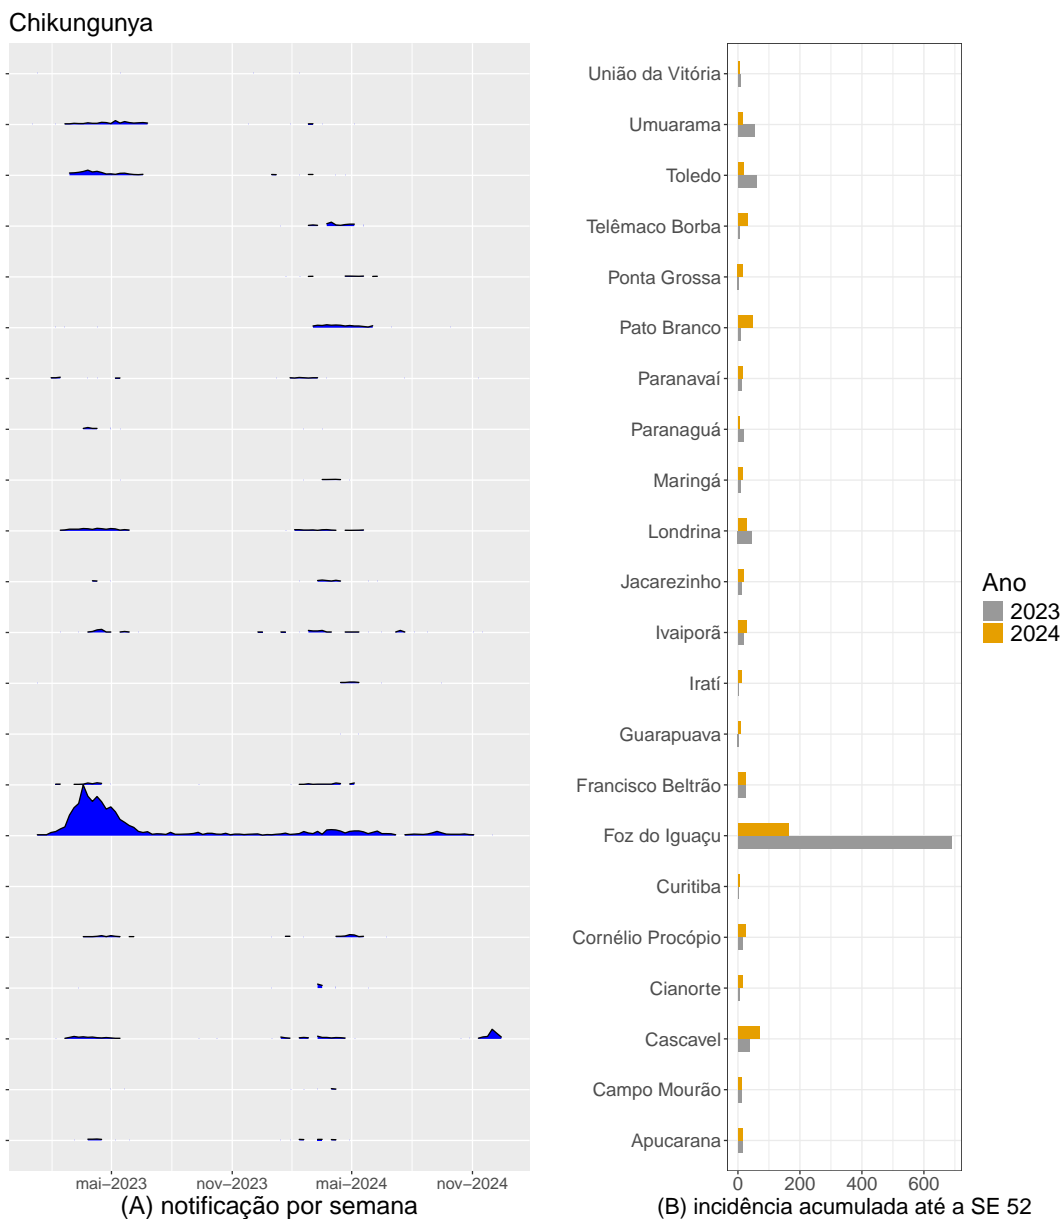 Chikungunya
União da Vitória
Umuarama
Toledo
Telêmaco Borba
Ponta Grossa
Pato Branco
Paranavaí
Paranaguá
Maringá
Londrina
Jacarezinho
Ivaiporã
Iratí
Guarapuava
Francisco Beltrão
Foz do Iguaçu
Curitiba
Cornélio Procópio
Cianorte
Cascavel
Campo Mourão
Apucarana
mai−2023 nov−2023 mai−2024 nov−2024
(A) notificação por semana
0 200 400 600
(B) incidência acumulada até a SE 52
Ano
2023
2024